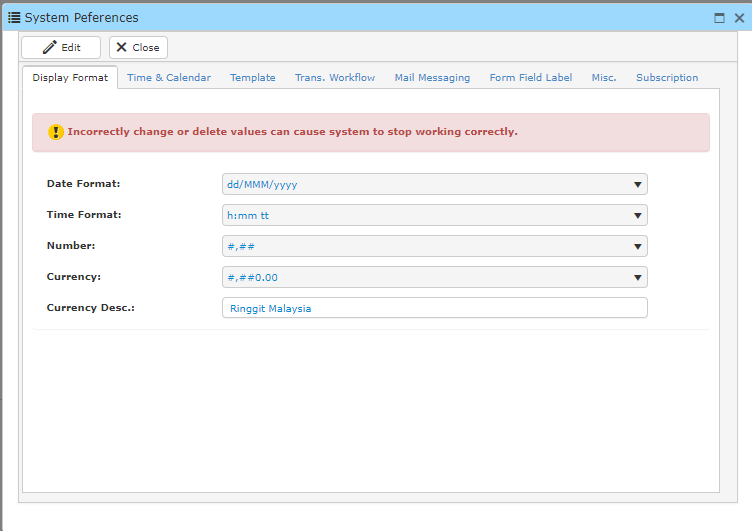 System Peferences
Edit Close
Display Format Time & Calendar Template Trans. Workflow Mail Messaging Form Field Label Misc. Subscription
Incorrectly change or delete values can cause system to stop working correctly.
Date Format: dd/MMM/yyyy
Time Format: h:mm tt
Number: #,##
Currency: #,##0.00
Currency Desc.: Ringgit Malaysia